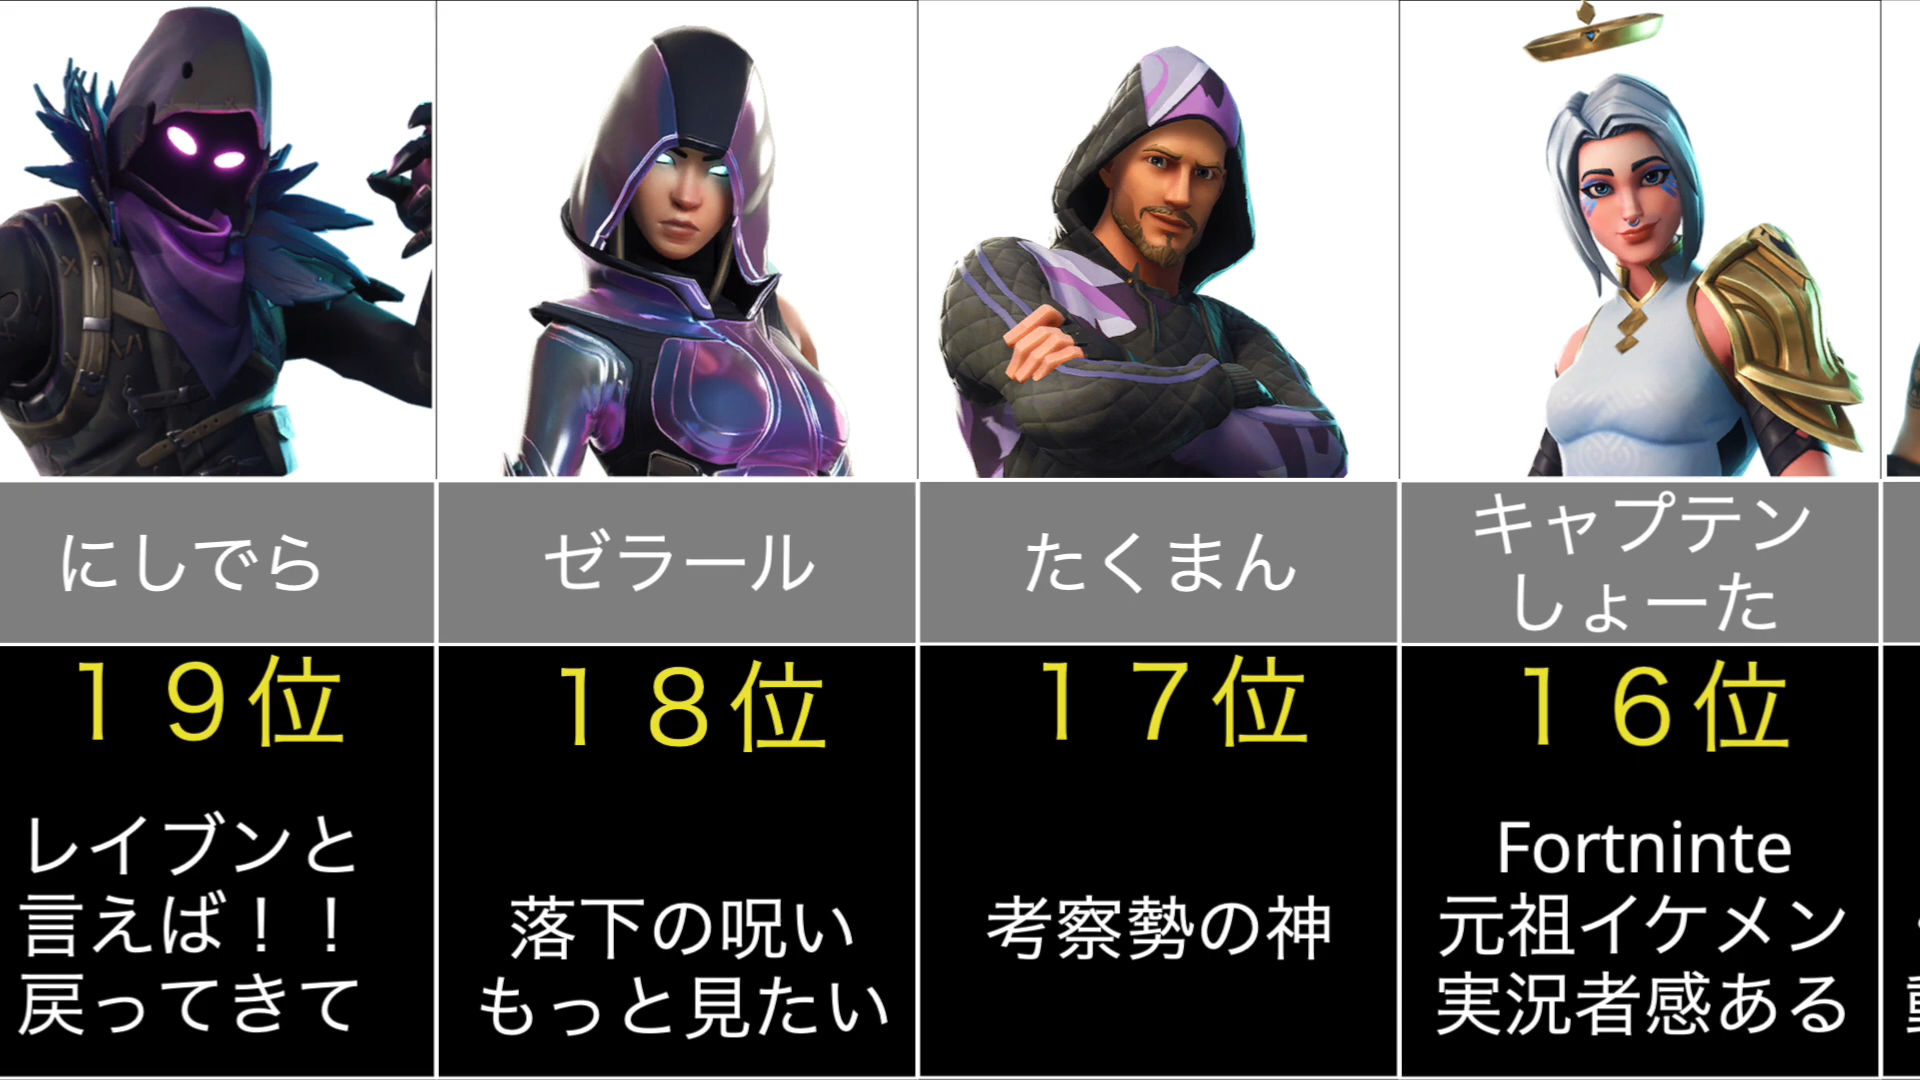 にしでら
１９位
レイブンと
言えば！！
戻ってきて
ゼラール
１８位
落下の呪い
もっと見たい
たくまん
１７位
考察勢の神
キャプテン
しょーた
１６位
Fortninte
元祖イケメン
実況者感ある